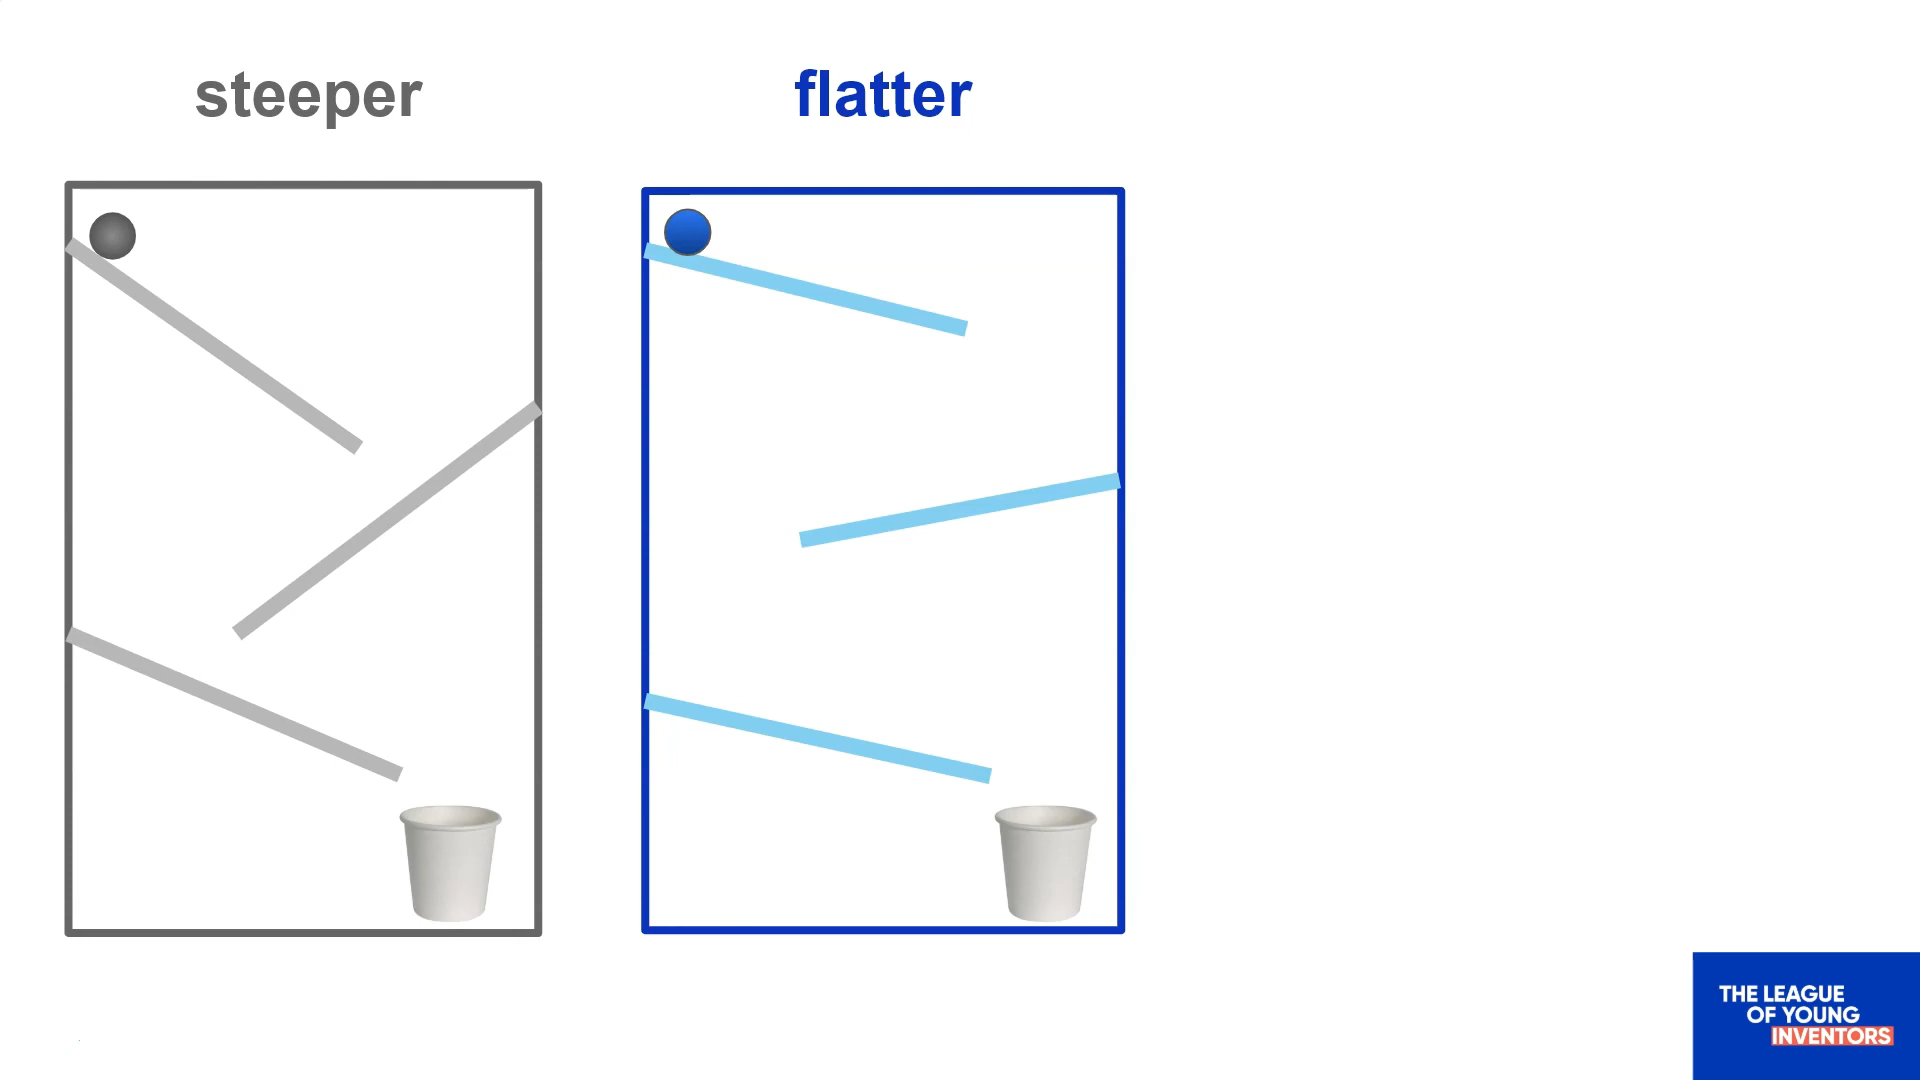 steeper
flatter
THE LEAGUE
OF YOUNG
INVENTORS